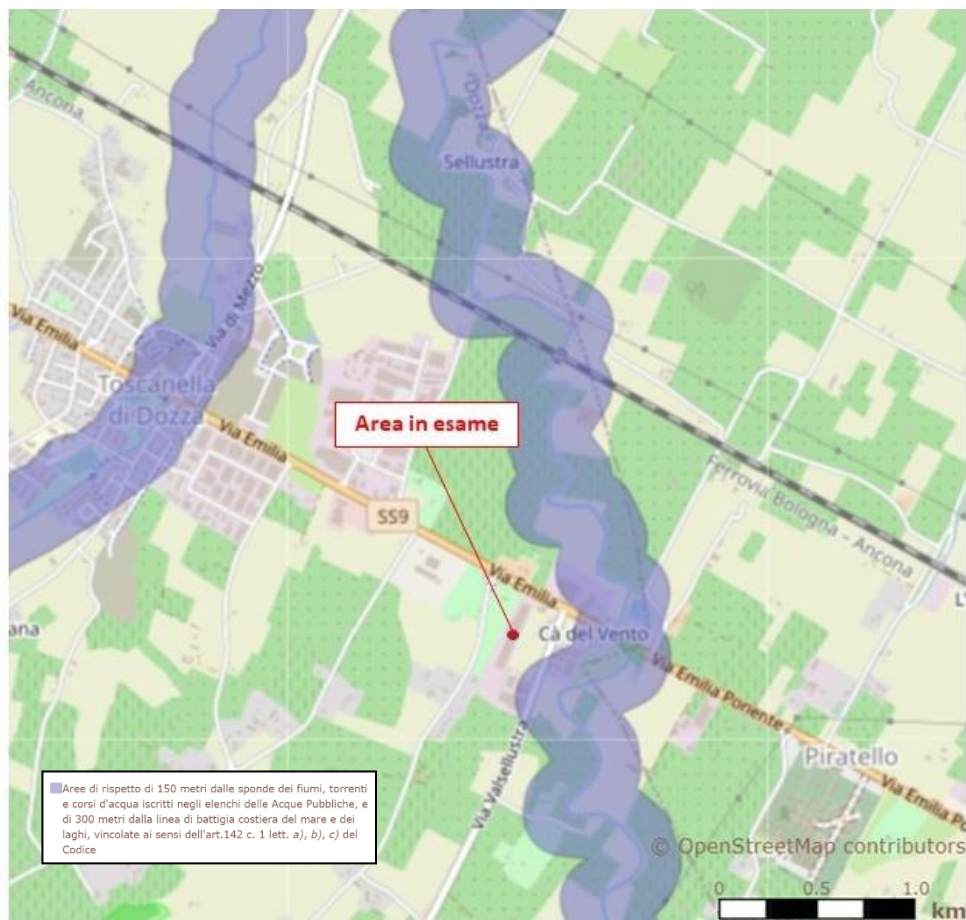 Ancona
Dozza
Sellustra
Via di Mezzo
Via Emilia
Toscanella
di Dozza
Area in esame
Via Emilia
Ferrovia Bologna - Ancona
SS9
Via Emilia
L'
ana
Cà del Vento
Via Emilia Ponente
Via Valsellustra
Piratello
Via Emilia Po
Aree di rispetto di 150 metri dalle sponde dei fiumi, torrenti
e corsi d'acqua iscritti negli elenchi delle Acque Pubbliche, e
di 300 metri dalla linea di battigia costiera del mare e dei
laghi, vincolate ai sensi dell'art.142 c. 1 lett. a), b), c) del
Codice
© OpenStreetMap contributors
0 0.5 1.0
km